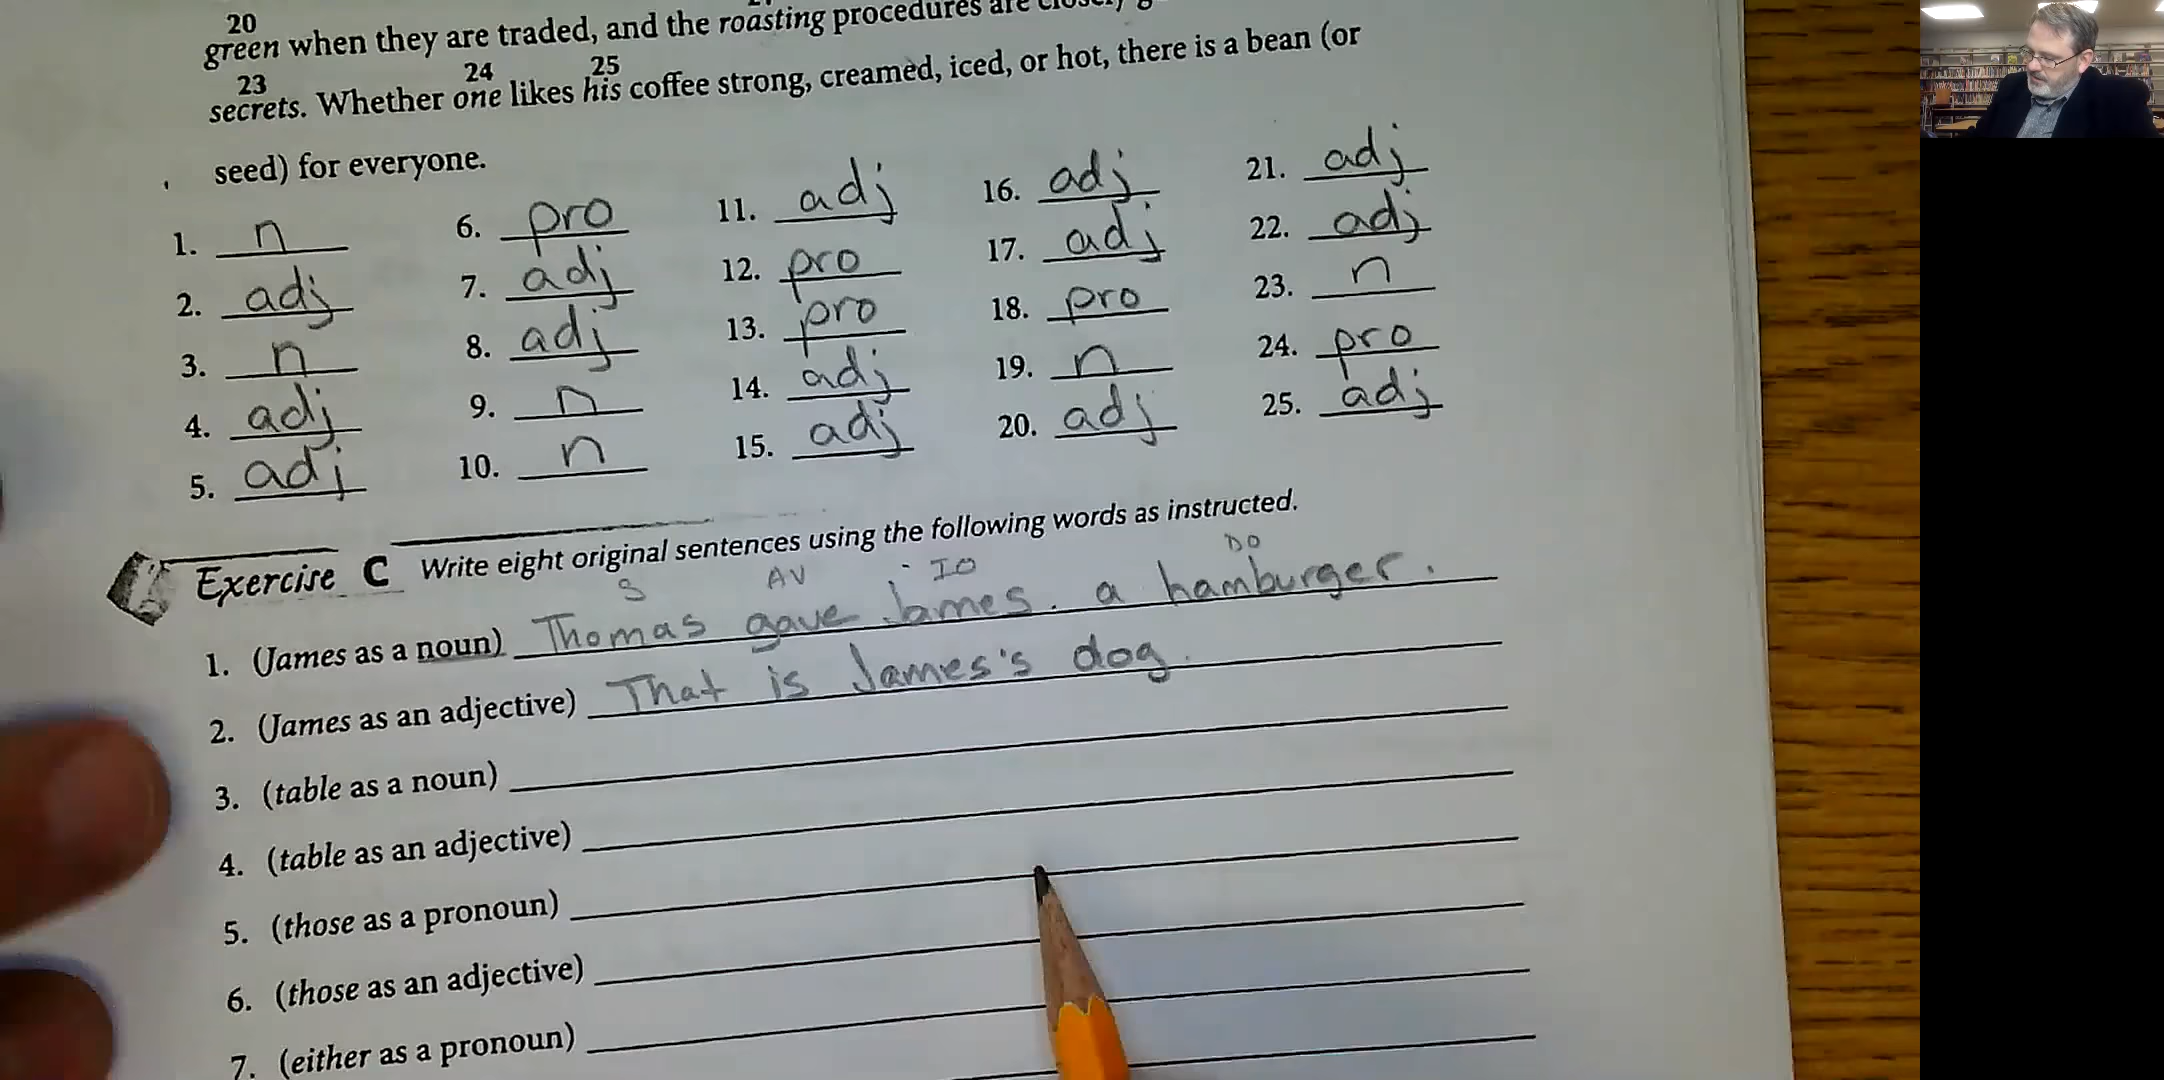 20
green when they are traded, and the roasting procedures are closely
23 24 25
secrets. Whether one likes his coffee strong, creamed, iced, or hot, there is a bean (or
seed) for everyone.
1. n 6. pro 11. adj 16. adj 21. adj
2. adj 7. adj 12. pro 17. adj 22. adj
3. n 8. adj 13. pro 18. pro 23. n
4. adj 9. n 14. adj 19. n 24. pro
5. adj 10. n 15. adj 20. adj 25. adj
Exercise C Write eight original sentences using the following words as instructed.
S AV IO DO
1. (James as a noun) Thomas gave James. a hamburger.
2. (James as an adjective) That is James's dog.
3. (table as a noun)
4. (table as an adjective)
5. (those as a pronoun)
6. (those as an adjective)
7. (either as a pronoun)